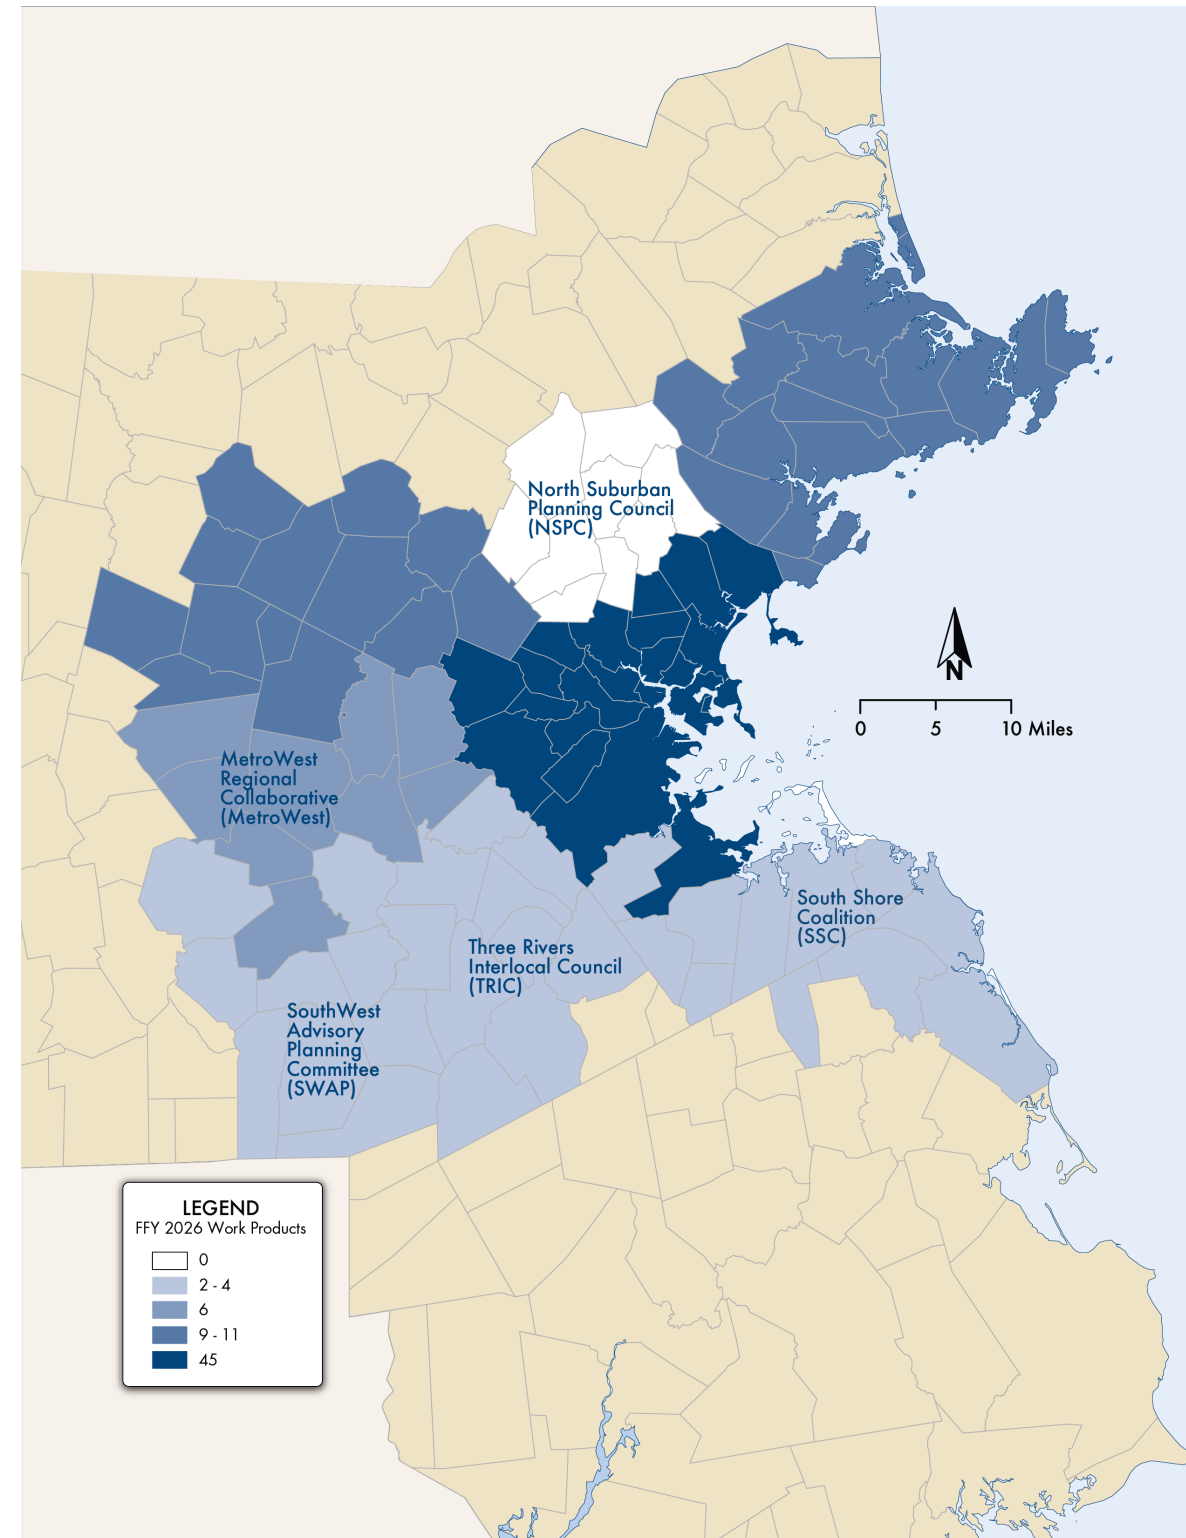 North Suburban
Planning Council
(NSPC)
N
0 5 10 Miles
MetroWest
Regional
Collaborative
(MetroWest)
South Shore
Coalition
(SSC)
Three Rivers
Interlocal Council
(TRIC)
SouthWest
Advisory
Planning
Committee
(SWAP)
LEGEND
FFY 2026 Work Products
0
2 - 4
6
9 - 11
45